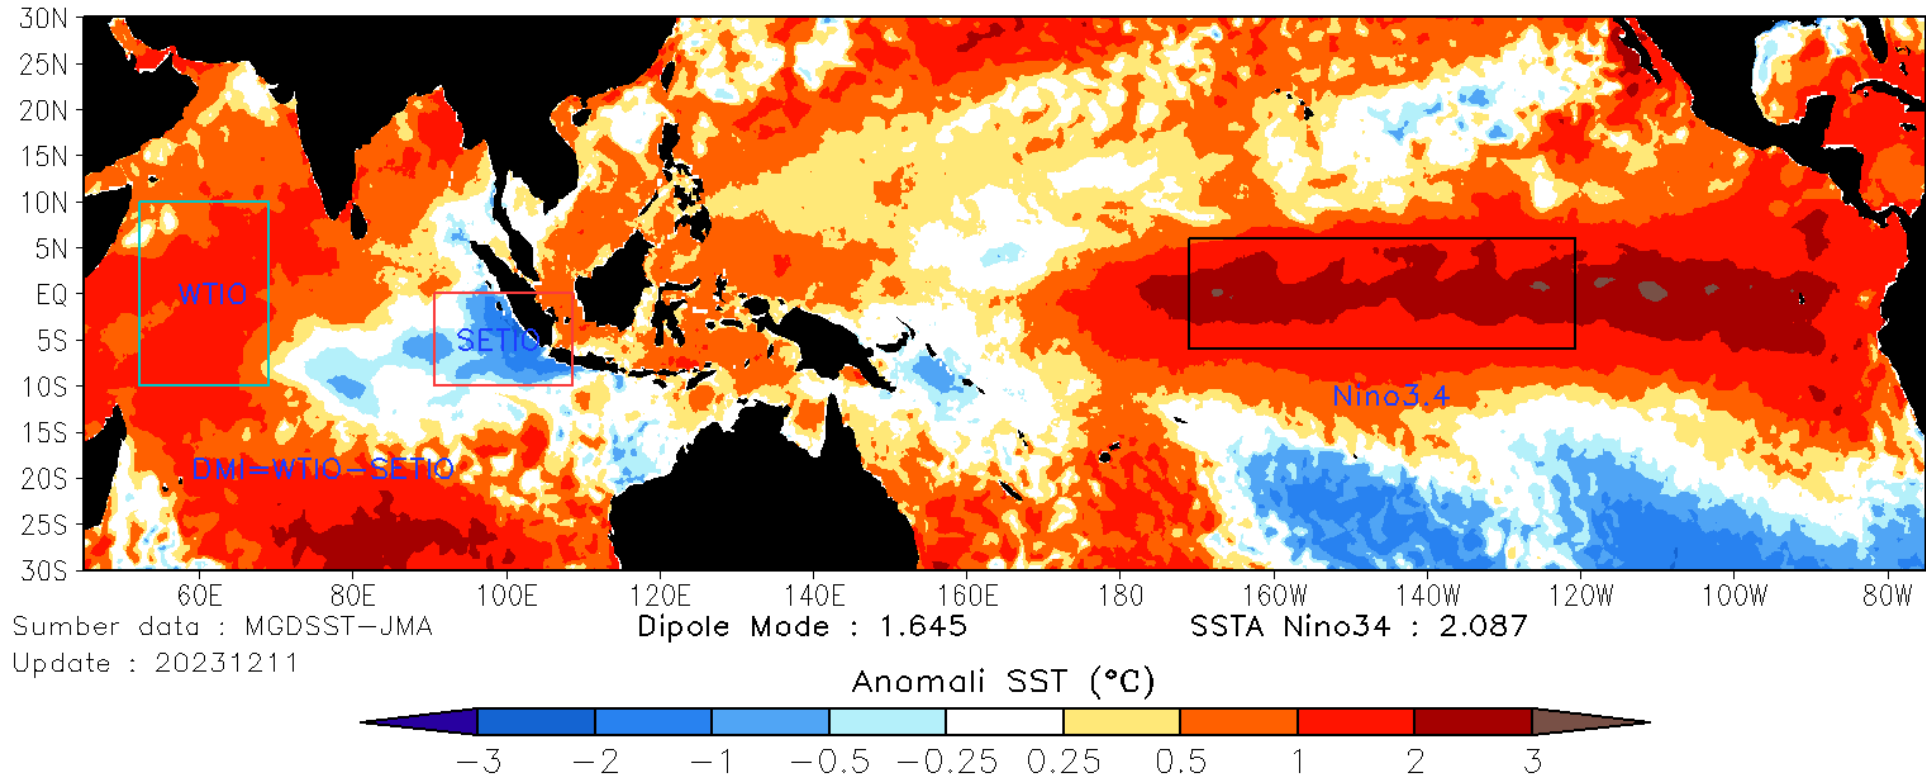 30N
25N
20N
15N
10N
5N
EQ
5S
10S
15S
20S
25S
30S
WTIO
SETIO
Nino3.4
DMI=WTIO-SETIO
60E 80E 100E 120E 140E 160E 180 160W 140W 120W 100W 80W
Sumber data : MGDSST-JMA Dipole Mode : 1.645 SSTA Nino34 : 2.087
Update : 20231211
Anomali SST (°C)
-3 -2 -1 -0.5 -0.25 0.25 0.5 1 2 3